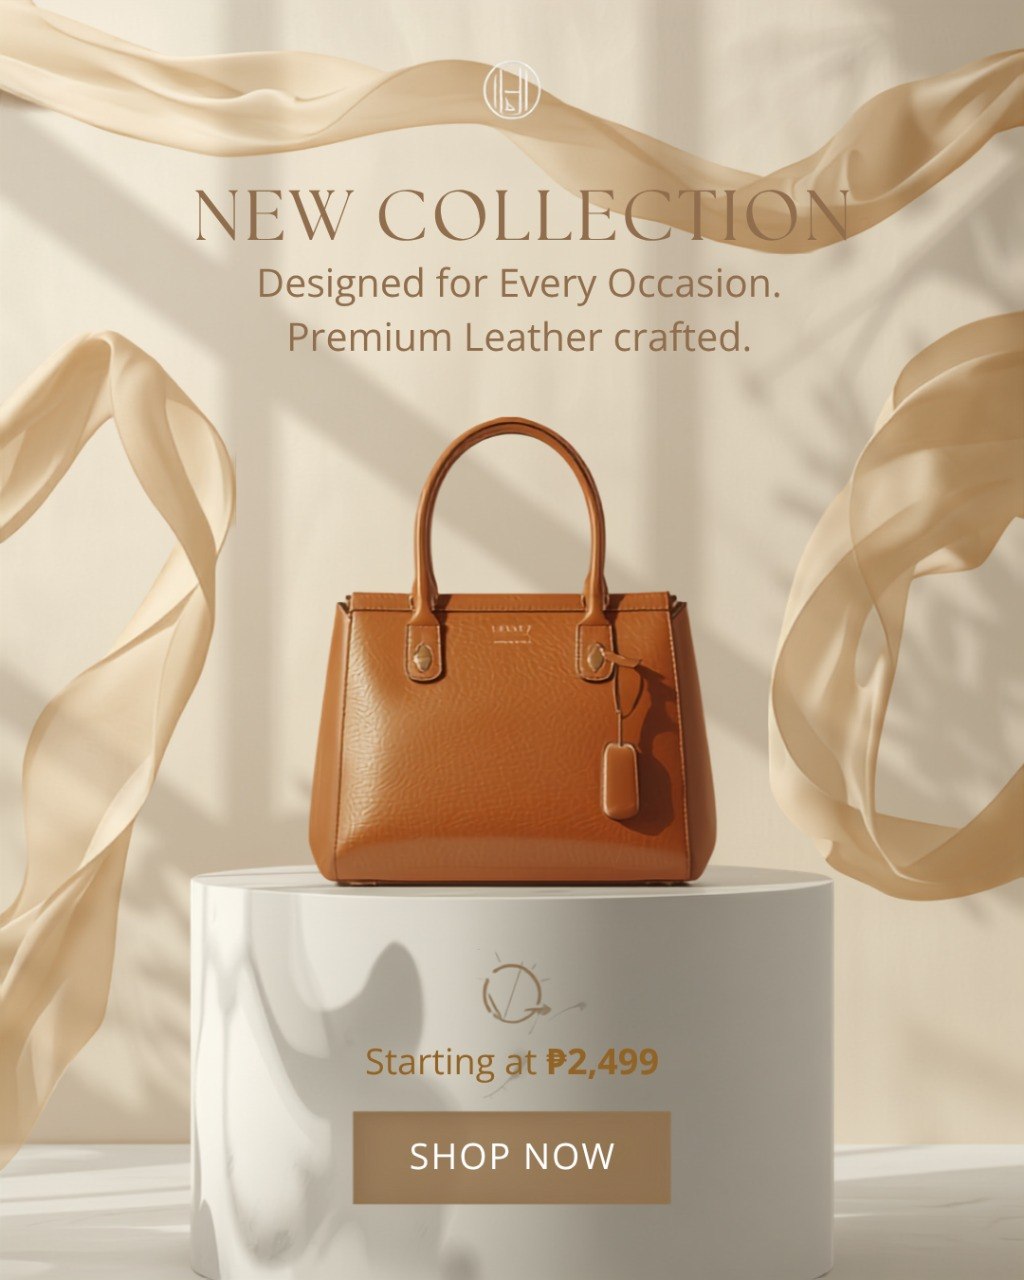 NEW COLLECTION
Designed for Every Occasion.
Premium Leather crafted.
Starting at ₱2,499
SHOP NOW